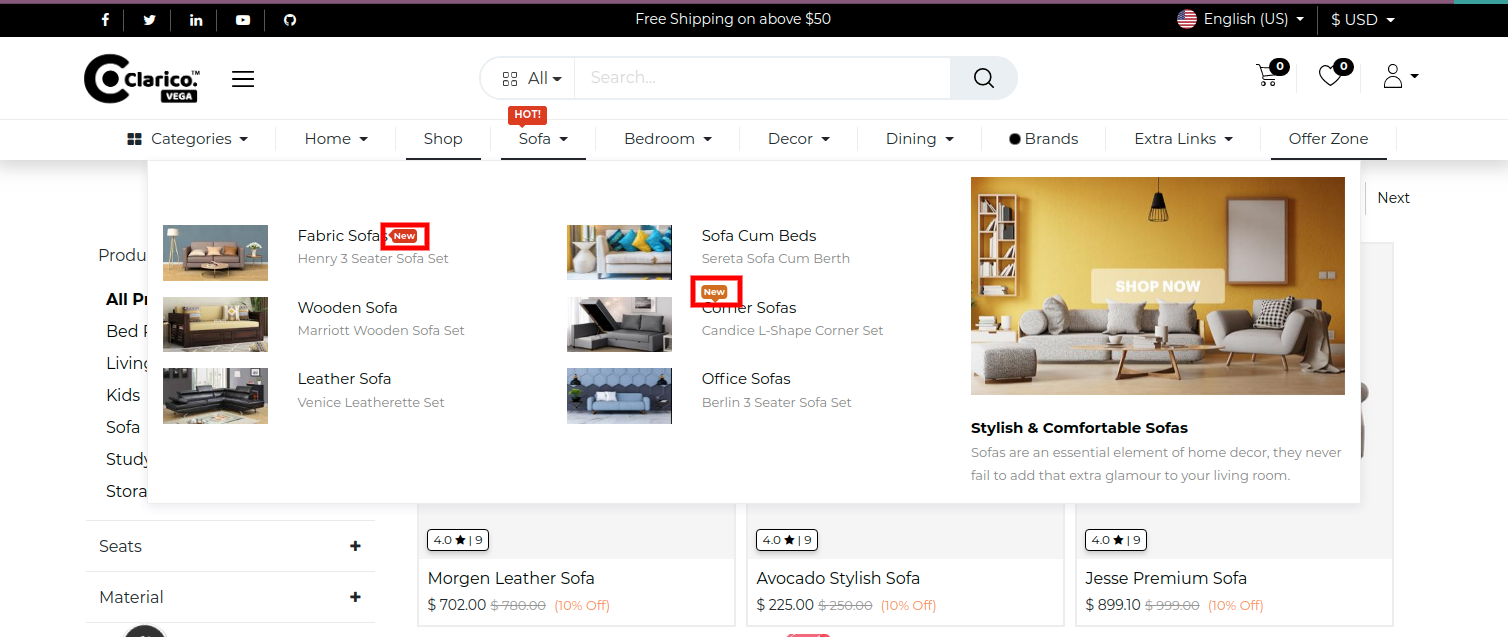 Free Shipping on above $50
English (US)
$ USD
Clarico.™
VEGA
All
Search...
0
0
HOT!
Categories
Home
Shop
Sofa
Bedroom
Decor
Dining
Brands
Extra Links
Offer Zone
Next
Fabric Sofas
New
Henry 3 Seater Sofa Set
Wooden Sofa
Marriott Wooden Sofa Set
Leather Sofa
Venice Leatherette Set
Sofa Cum Beds
Sereta Sofa Cum Berth
New
Corner Sofas
Candice L-Shape Corner Set
Office Sofas
Berlin 3 Seater Sofa Set
SHOP NOW
Stylish & Comfortable Sofas
Sofas are an essential element of home decor, they never
fail to add that extra glamour to your living room.
Produ
All Pr
Bed
Living
Kids
Sofa
Study
Stora
Seats +
Material +
4.0 ★ | 9
Morgen Leather Sofa
$ 702.00 $ 780.00 (10% Off)
4.0 ★ | 9
Avocado Stylish Sofa
$ 225.00 $ 250.00 (10% Off)
4.0 ★ | 9
Jesse Premium Sofa
$ 899.10 $ 999.00 (10% Off)